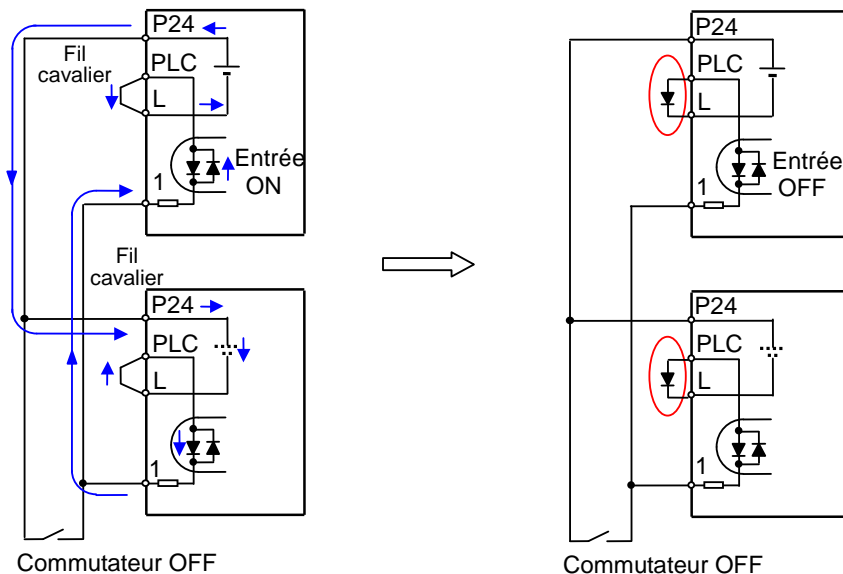 P24
Fil
cavalier
PLC
L
Entrée
ON
1
Fil
cavalier
P24
PLC
L
1
Commutateur OFF
P24
PLC
L
Entrée
OFF
1
P24
PLC
L
1
Commutateur OFF